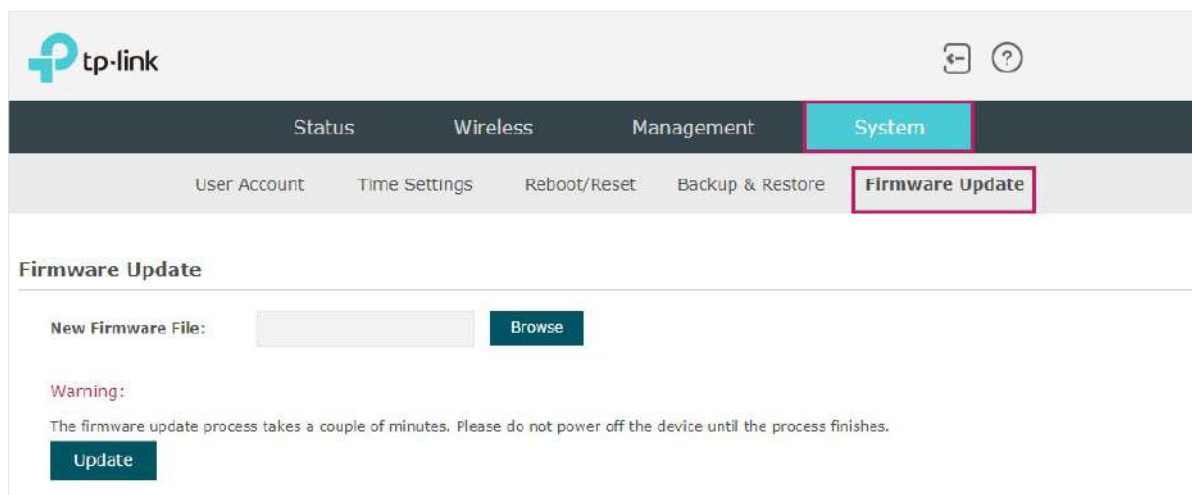 tp-link
?
Status Wireless Management System
User Account Time Settings Reboot/Reset Backup & Restore Firmware Update
Firmware Update
New Firmware File: Browse
Warning:
The firmware update process takes a couple of minutes. Please do not power off the device until the process finishes.
Update